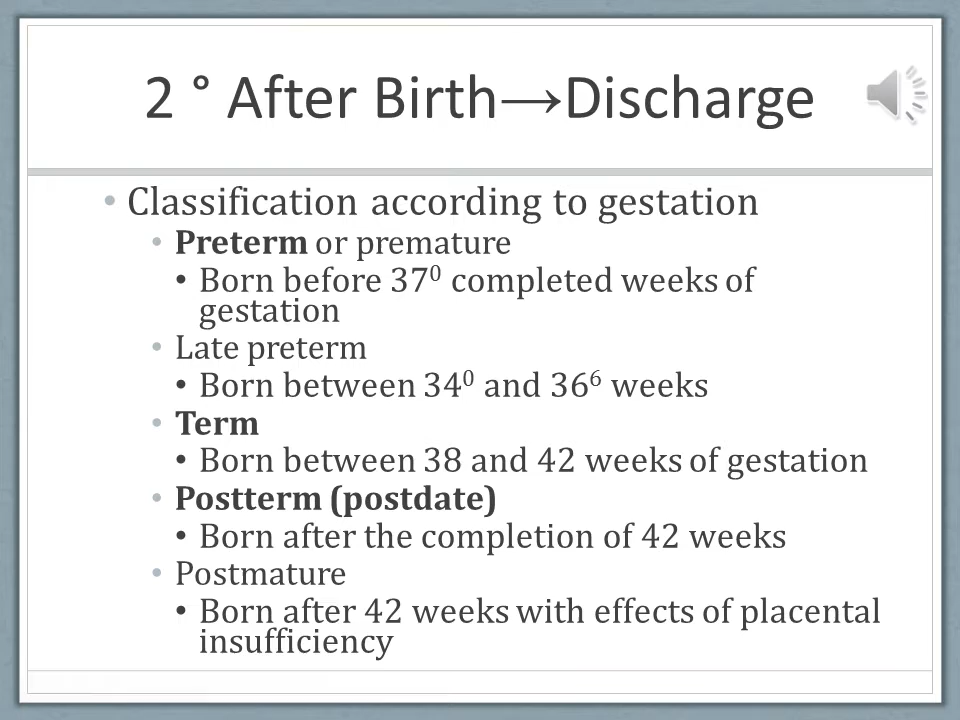 2 ° After Birth→Discharge
• Classification according to gestation
• Preterm or premature
• Born before 37⁰ completed weeks of
gestation
• Late preterm
• Born between 34⁰ and 36⁶ weeks
• Term
• Born between 38 and 42 weeks of gestation
• Postterm (postdate)
• Born after the completion of 42 weeks
• Postmature
• Born after 42 weeks with effects of placental
insufficiency